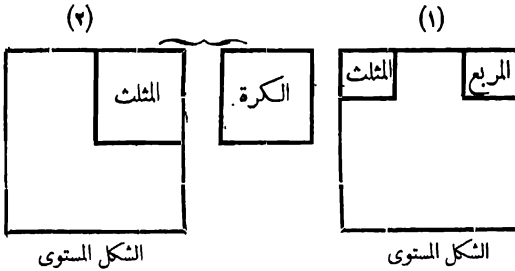 (١) (٢)
المربع المثلث الكرة المثلث
الشكل المستوى الشكل المستوى